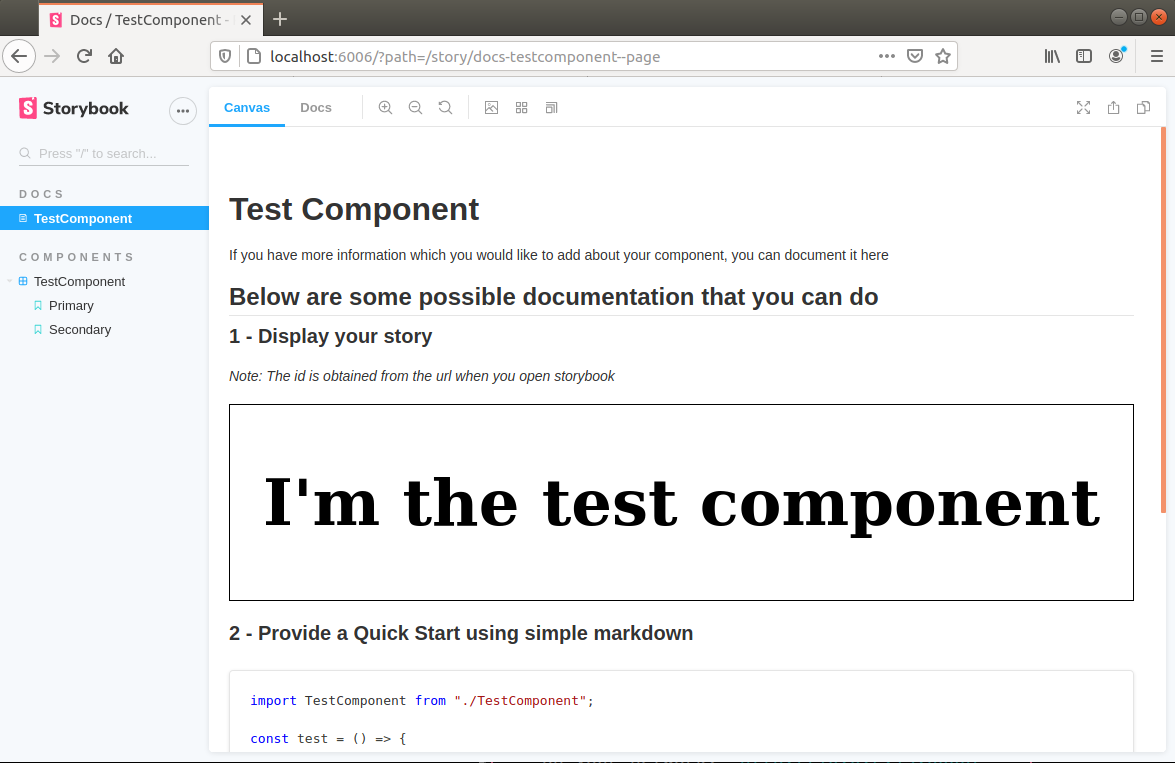 Docs / TestComponent -
localhost:6006/?path=/story/docs-testcomponent--page
Storybook
Canvas
Docs
Press "/" to search...
DOCS
TestComponent
COMPONENTS
TestComponent
Primary
Secondary
Test Component
If you have more information which you would like to add about your component, you can document it here
Below are some possible documentation that you can do
1 - Display your story
Note: The id is obtained from the url when you open storybook
I'm the test component
2 - Provide a Quick Start using simple markdown
import TestComponent from "./TestComponent";
const test = () => {